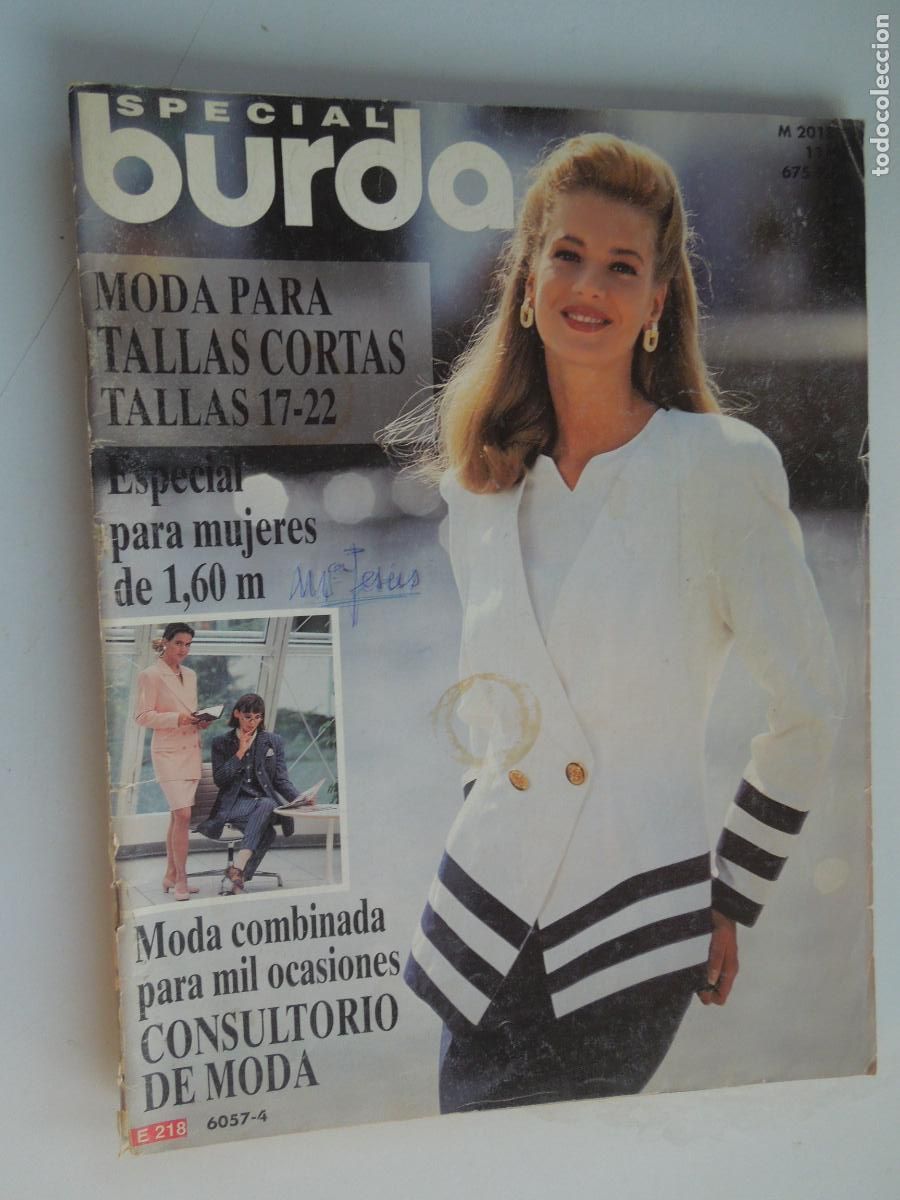 SPECIAL
burda
M 201
675
MODA PARA
TALLAS CORTAS
TALLAS 17-22
Especial
para mujeres
de 1,60 m
Mª Jesús
Moda combinada
para mil ocasiones
CONSULTORIO
DE MODA
E 218 6057-4
todocoleccion